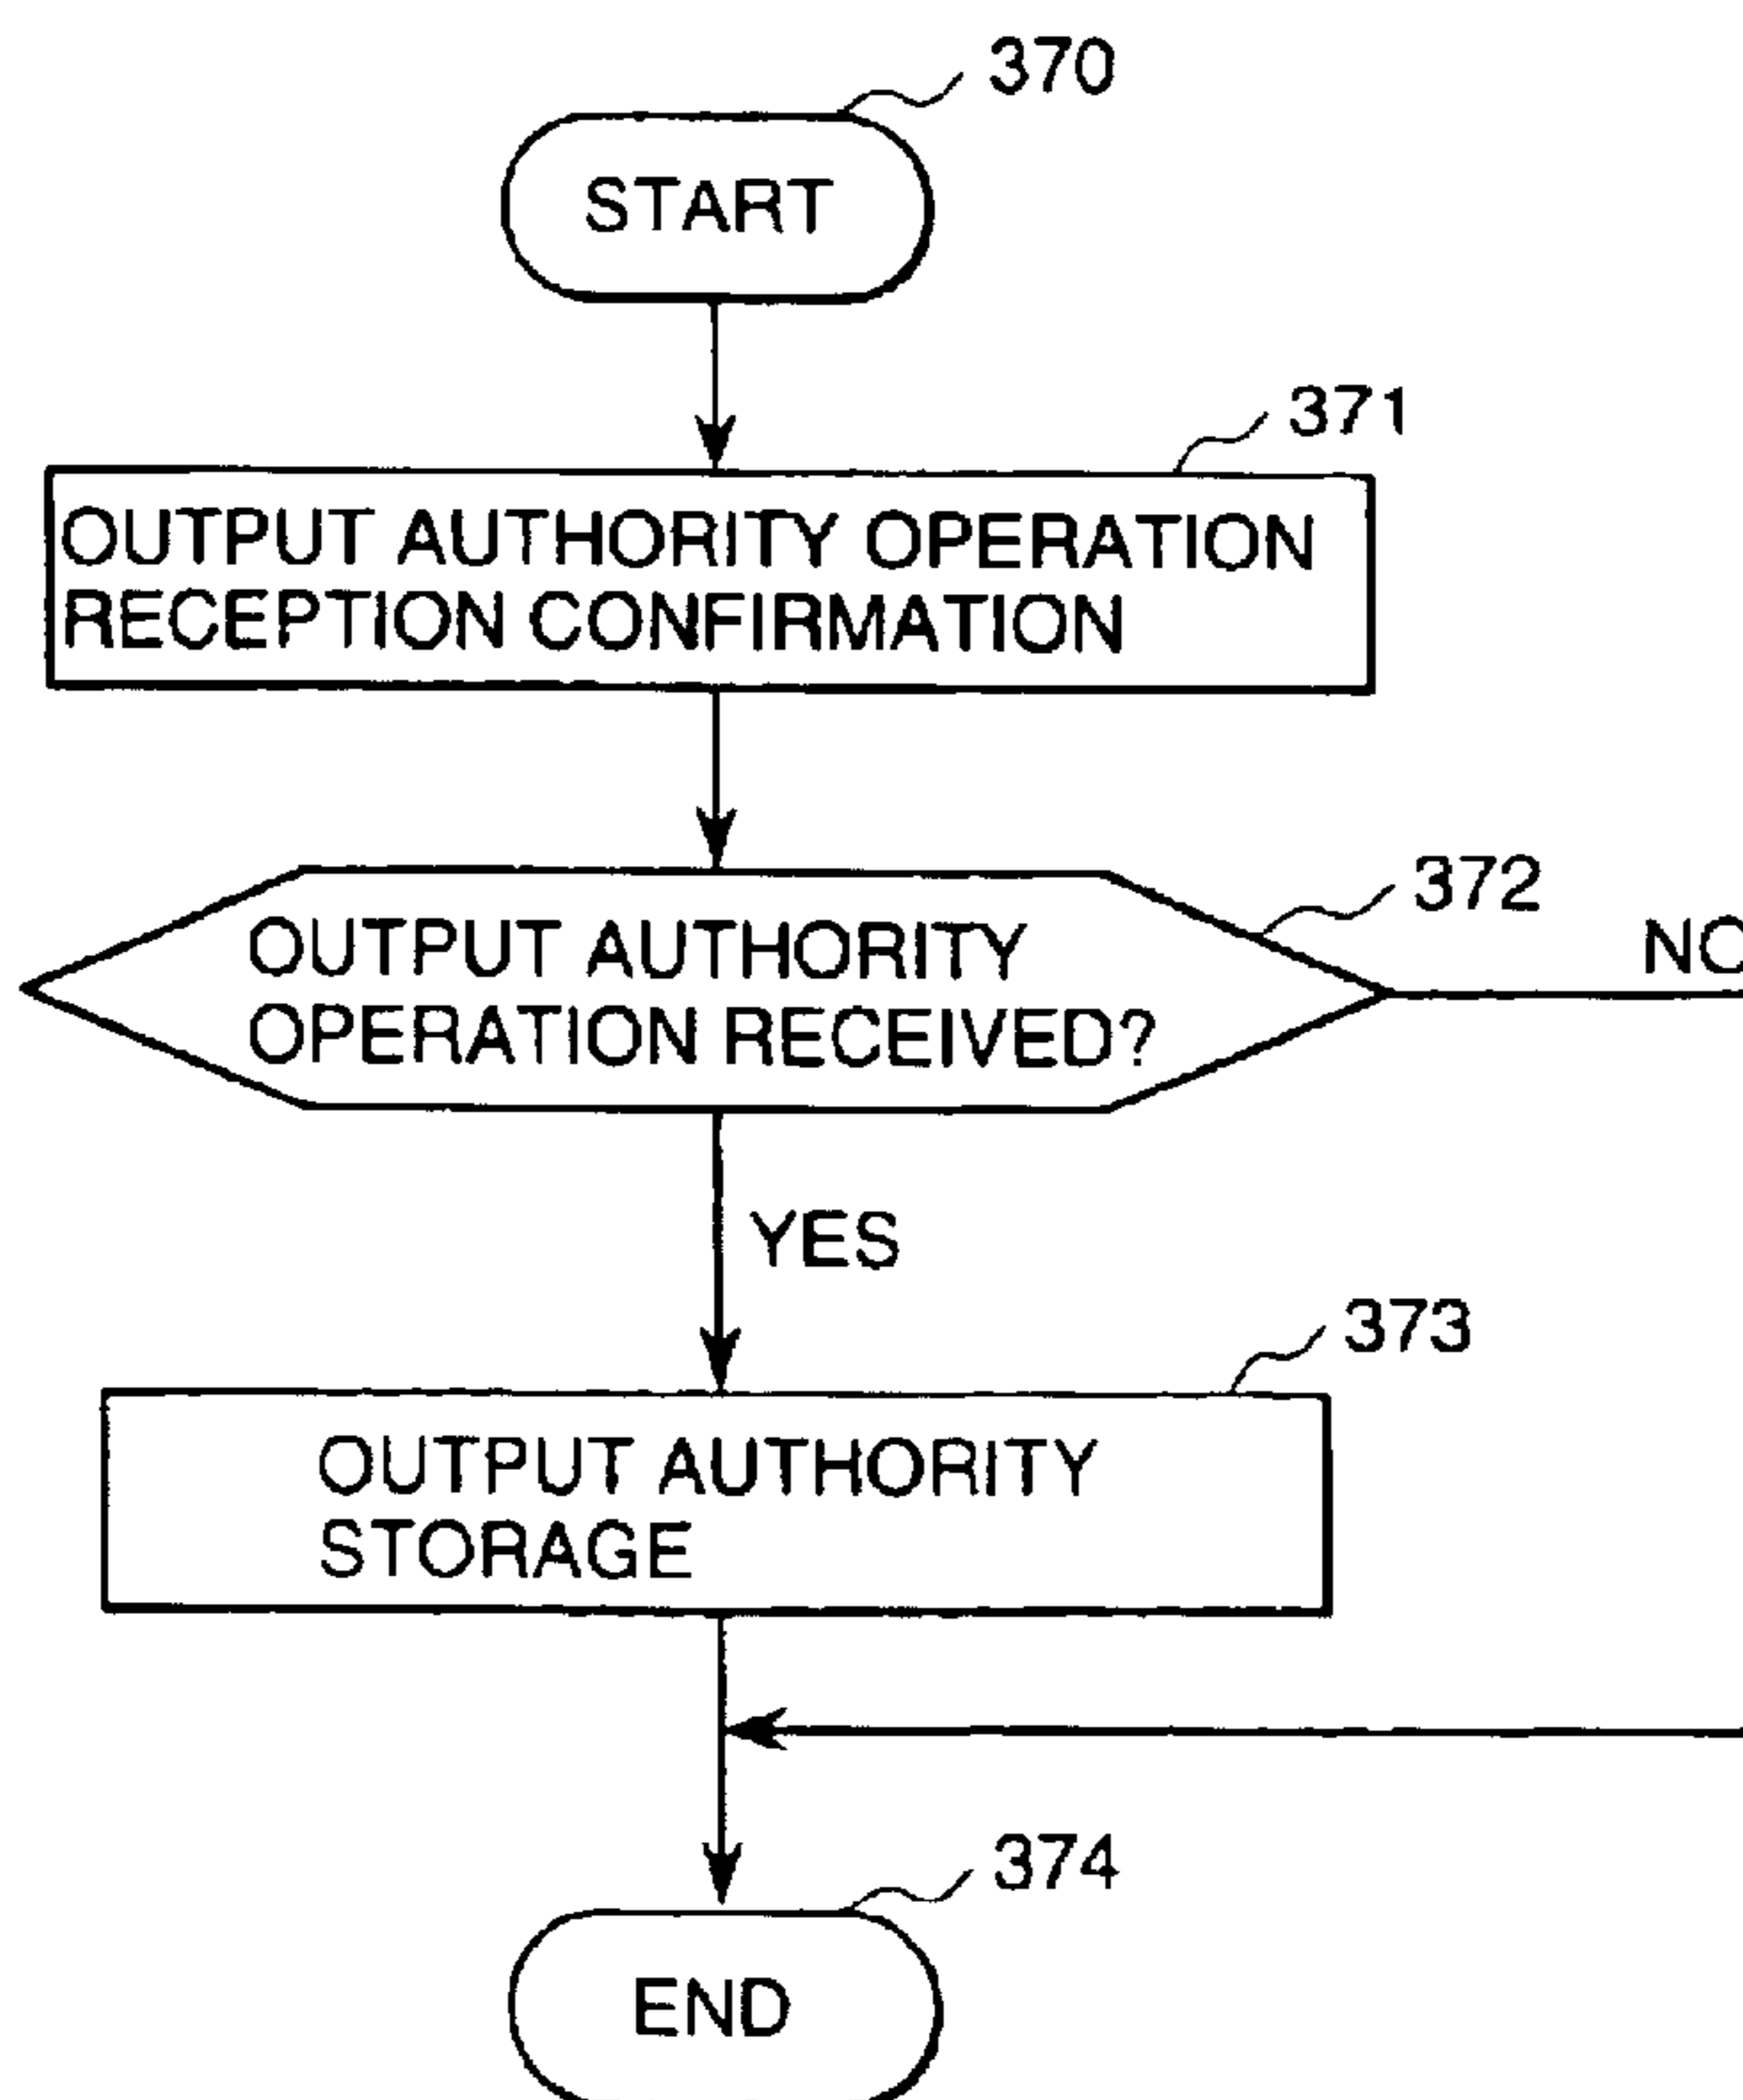 370
START
371
OUTPUT AUTHORITY OPERATION
RECEPTION CONFIRMATION
372
OUTPUT AUTHORITY
OPERATION RECEIVED?
NO
YES
373
OUTPUT AUTHORITY
STORAGE
374
END